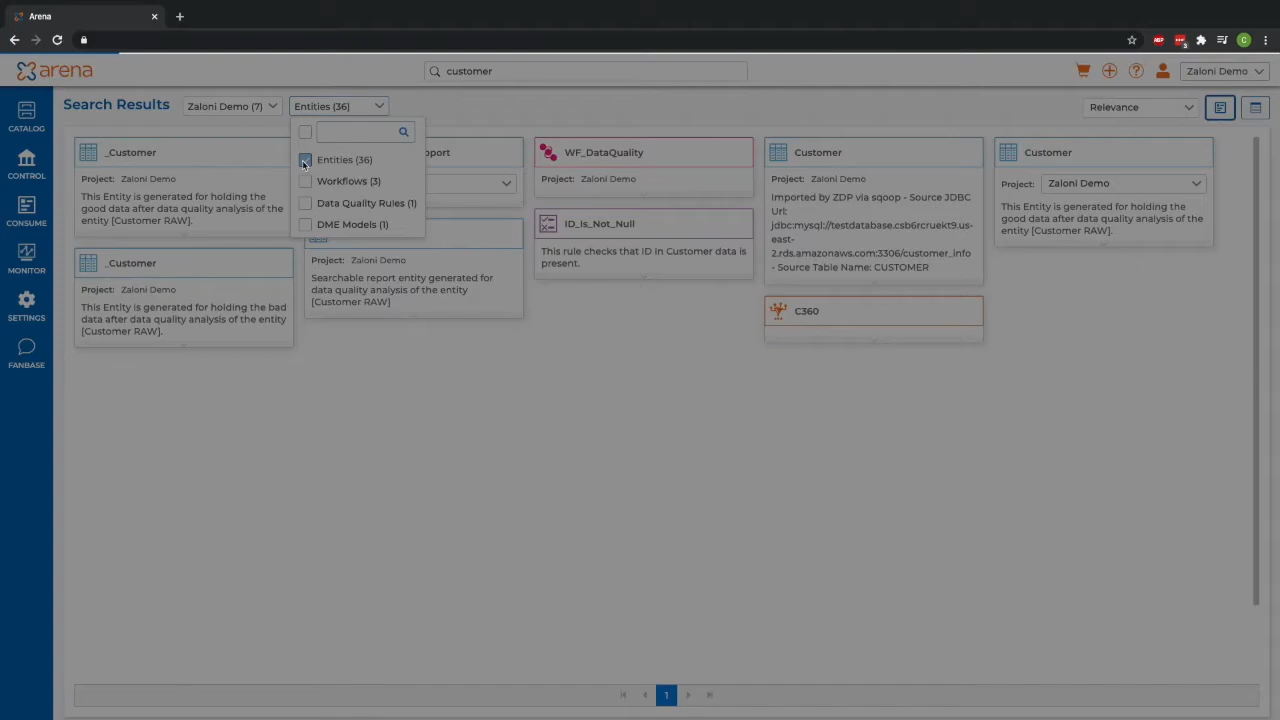 Arena
arena
customer
Zaloni Demo
Search Results
Zaloni Demo (7)
Entities (36)
Relevance
CATALOG
CONTROL
CONSUME
MONITOR
SETTINGS
FANBASE
Entities (36)
Workflows (3)
Data Quality Rules (1)
DME Models (1)
_Customer
Project: Zaloni Demo
This Entity is generated for holding the
good data after data quality analysis of the
entity [Customer RAW].
_Customer
Project: Zaloni Demo
This Entity is generated for holding the bad
data after data quality analysis of the entity
[Customer RAW].
port
Project: Zaloni Demo
Searchable report entity generated for
data quality analysis of the entity
[Customer RAW]
WF_DataQuality
Project: Zaloni Demo
ID_Is_Not_Null
This rule checks that ID in Customer data is
present.
Customer
Project: Zaloni Demo
Imported by ZDP via sqoop - Source JDBC
Url:
jdbc:mysql://testdatabase.csb6rcruekt9.us-
east-
2.rds.amazonaws.com:3306/customer_info
- Source Table Name: CUSTOMER
C360
Customer
Project: Zaloni Demo
This Entity is generated for holding the
good data after data quality analysis of the
entity [Customer RAW].
1